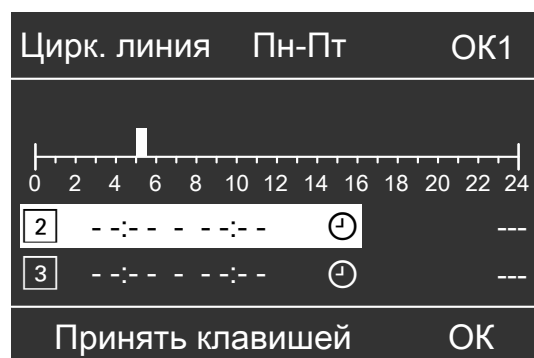 Цирк. линия Пн-Пт ОК1
0 2 4 6 8 10 12 14 16 18 20 22 24
2 - -:- - - - -:- - ---
3 - -:- - - - -:- - ---
Принять клавишей ОК